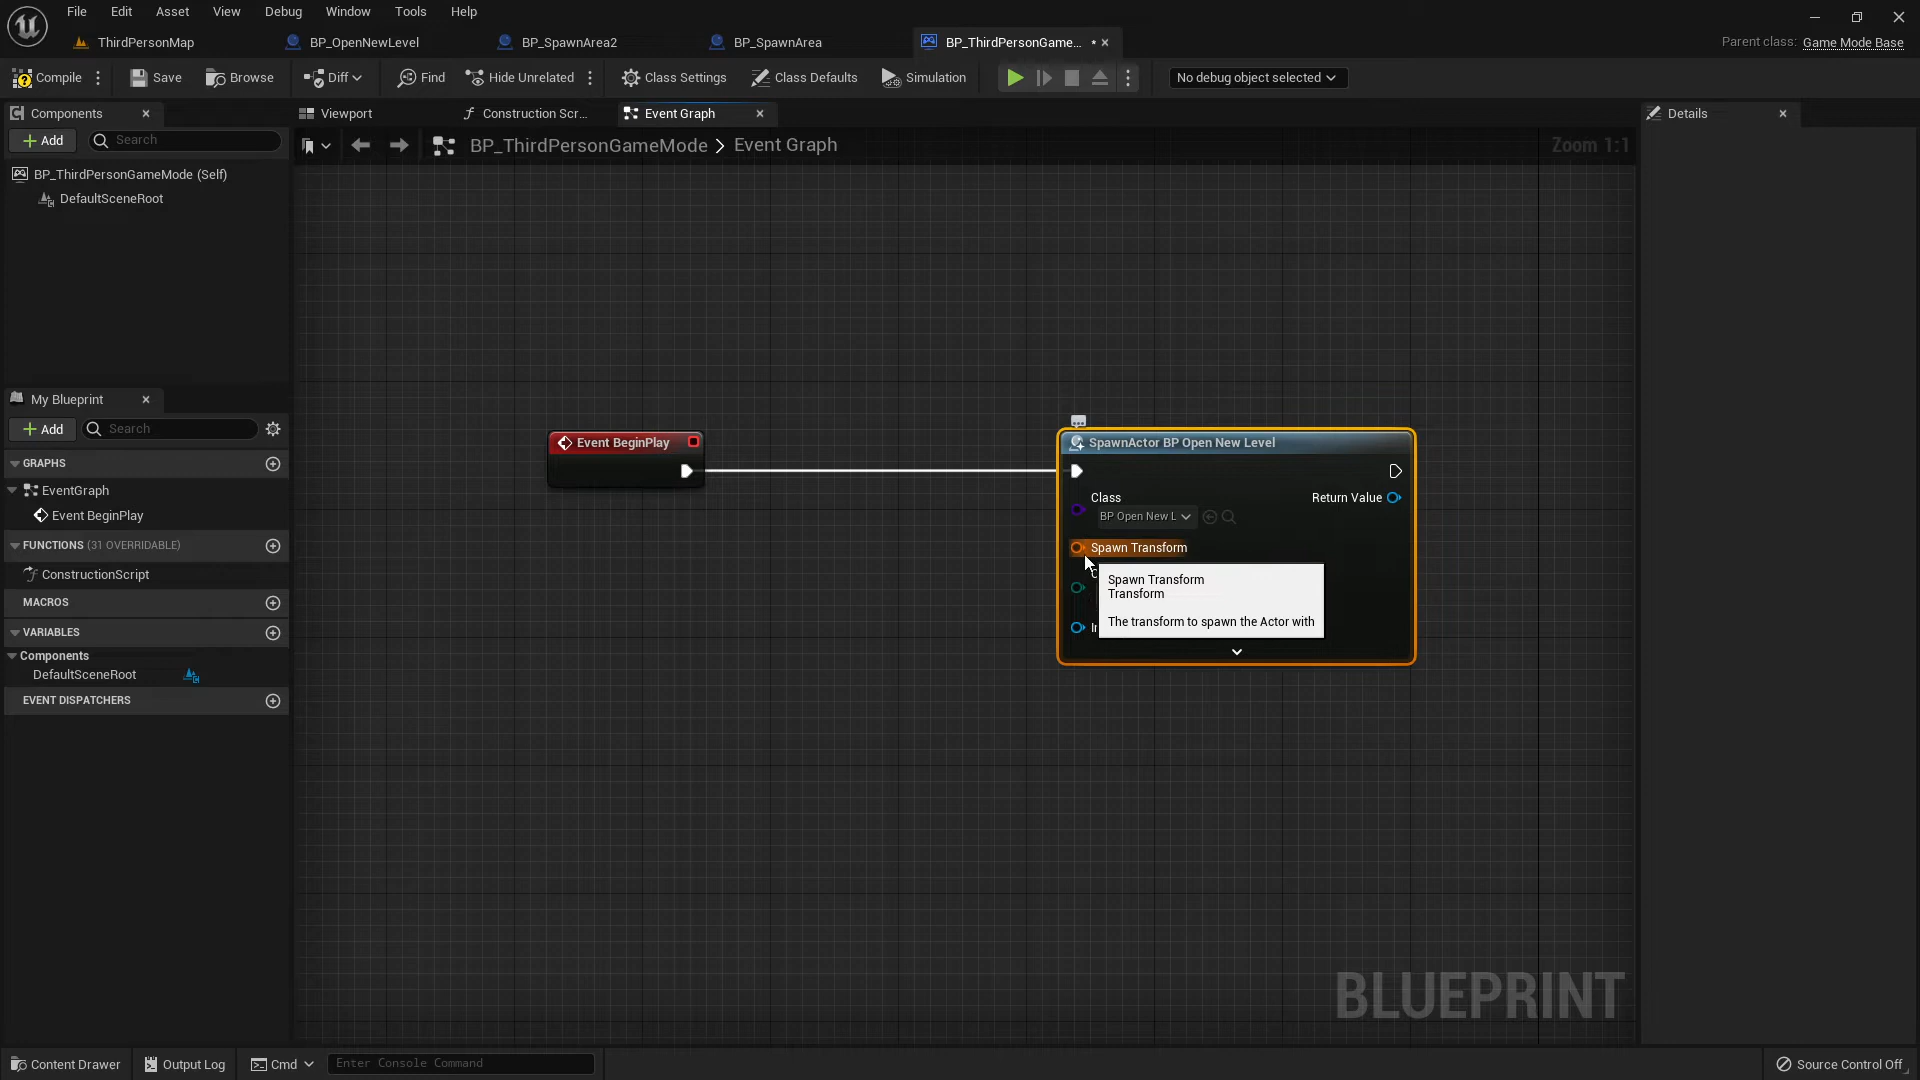 File Edit Asset View Debug Window Tools Help
ThirdPersonMap BP_OpenNewLevel BP_SpawnArea2 BP_SpawnArea BP_ThirdPersonGame... Parent class: Game Mode Base
Compile Save Browse Diff Find Hide Unrelated Class Settings Class Defaults Simulation No debug object selected
Components Viewport Construction Scr... Event Graph Details
Add Search
BP_ThirdPersonGameMode > Event Graph Zoom 1:1
BP_ThirdPersonGameMode (Self)
DefaultSceneRoot
My Blueprint
Add Search
GRAPHS
EventGraph
Event BeginPlay
FUNCTIONS (31 OVERRIDABLE)
ConstructionScript
MACROS
VARIABLES
Components
DefaultSceneRoot
EVENT DISPATCHERS
Event BeginPlay
SpawnActor BP Open New Level
Class Return Value
BP Open New L
Spawn Transform
Spawn Transform
Transform
The transform to spawn the Actor with
BLUEPRINT
Content Drawer Output Log Cmd Enter Console Command Source Control Off